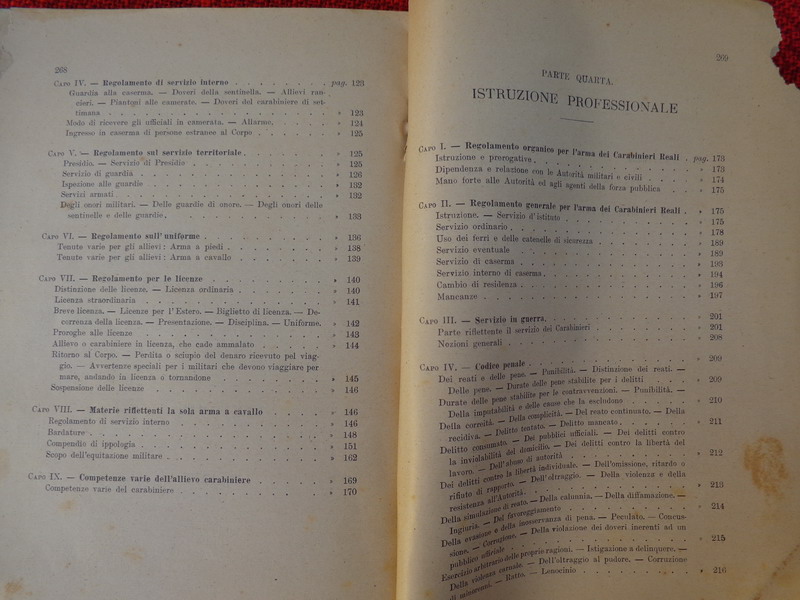 268
CAPO IV. — Regolamento di servizio interno . . . . . . . . pag. 123
Guardia alla caserma. — Doveri della sentinella. — Allievi ran-
cieri. — Piantoni alle camerate. — Doveri del carabiniere di set-
timana . . . . . . . . » 123
Modo di ricevere gli ufficiali in camerata. — Allarme. . . . . » 124
Ingresso in caserma di persone estranee al Corpo . . . . . . » 125
CAPO V. — Regolamento sul servizio territoriale. . . . . . . » 125
Presidio. — Servizio di Presidio . . . . . . . . » 125
Servizio di guardia . . . . . . . . » 126
Ispezione alle guardie . . . . . . . . » 132
Servizi armati . . . . . . . . » 132
Degli onori militari. — Delle guardie di onore. — Degli onori delle
sentinelle e delle guardie. . . . . . . . » 133
CAPO VI. — Regolamento sull'uniforme . . . . . . . . » 136
Tenute varie per gli allievi: Arma a piedi . . . . . . . . » 138
Tenute varie per gli allievi: Arma a cavallo . . . . . . . . » 139
CAPO VII. — Regolamento per le licenze . . . . . . . . » 140
Distinzione delle licenze. — Licenza ordinaria . . . . . . . . » 140
Licenza straordinaria . . . . . . . . » 141
Breve licenza. — Licenze per l'Estero. — Biglietto di licenza. — De-
correnza della licenza. — Presentazione. — Disciplina. — Uniforme. » 142
Proroghe alle licenze . . . . . . . . » 143
Allievo o carabiniere in licenza, che cade ammalato . . . . . » 144
Ritorno al Corpo. — Perdita o sciupio del denaro ricevuto pel viag-
gio. — Avvertenze speciali per i militari che devono viaggiare per
mare, andando in licenza o tornandone . . . . . . . . » 145
Sospensione delle licenze . . . . . . . . » 146
CAPO VIII. — Materie riflettenti la sola arma a cavallo . . . . » 146
Regolamento di servizio interno . . . . . . . . » 146
Bardature . . . . . . . . » 148
Compendio di ippologia . . . . . . . . » 151
Scopo dell'equitazione militare . . . . . . . . » 162
CAPO IX. — Competenze varie dell'allievo carabiniere . . . . » 169
Competenze varie del carabiniere . . . . . . . . » 170
269
PARTE QUARTA.
ISTRUZIONE PROFESSIONALE
CAPO I. — Regolamento organico per l'arma dei Carabinieri Reali . pag. 173
Istruzione e prerogative. . . . . . . . » 173
Dipendenza e relazione con le Autorità militari e civili . . . . » 174
Mano forte alle Autorità ed agli agenti della forza pubblica . . . » 175
CAPO II. — Regolamento generale per l'arma dei Carabinieri Reali . » 175
Istruzione. — Servizio d'istituto . . . . . . . . » 175
Servizio ordinario. . . . . . . . » 178
Uso dei ferri e delle catenelle di sicurezza . . . . . . . . » 189
Servizio eventuale . . . . . . . . » 189
Servizio di caserma . . . . . . . . » 193
Servizio interno di caserma. . . . . . . . » 194
Cambio di residenza . . . . . . . . » 196
Mancanze . . . . . . . . » 197
CAPO III. — Servizio in guerra. . . . . . . . » 201
Parte riflettente il servizio dei Carabinieri . . . . . . . . » 201
Nozioni generali . . . . . . . . » 208
CAPO IV. — Codice penale . . . . . . . . » 209
Dei reati e delle pene. — Punibilità. — Distinzione dei reati. —
Delle pene. — Durate delle pene stabilite per i delitti . . . . » 209
Durate delle pene stabilite per le contravvenzioni. — Punibilità. —
Della imputabilità e delle cause che la escludono . . . . . . » 210
Della correità. — Della complicità. — Del reato continuato. — Della
recidiva. — Delitto tentato. — Delitto mancato. . . . . . » 211
Delitto consumato. — Dei pubblici ufficiali. — Dei delitti contro
la inviolabilità del domicilio. — Dei delitti contro la libertà del
lavoro. — Dell'abuso di autorità . . . . . . . . » 212
Dei delitti contro la libertà individuale. — Dell'omissione, ritardo o
rifiuto di rapporto. — Dell'oltraggio. — Della violenza e della
resistenza all'Autorità. . . . . . . . » 213
Della simulazione di reato. — Della calunnia. — Della diffamazione. —
Ingiuria. — Del favoreggiamento . . . . . . . . » 214
Della evasione e della inosservanza di pena. — Peculato. — Concus-
sione. — Corruzione. — Della violazione dei doveri inerenti ad un
pubblico ufficiale . . . . . . . . » 215
Esercizio arbitrario delle proprie ragioni. — Istigazione a delinquere. —
Della violenza carnale. — Dell'oltraggio al pudore. — Corruzione
di minorenni. — Ratto. — Lenocinio . . . . . . . . » 216